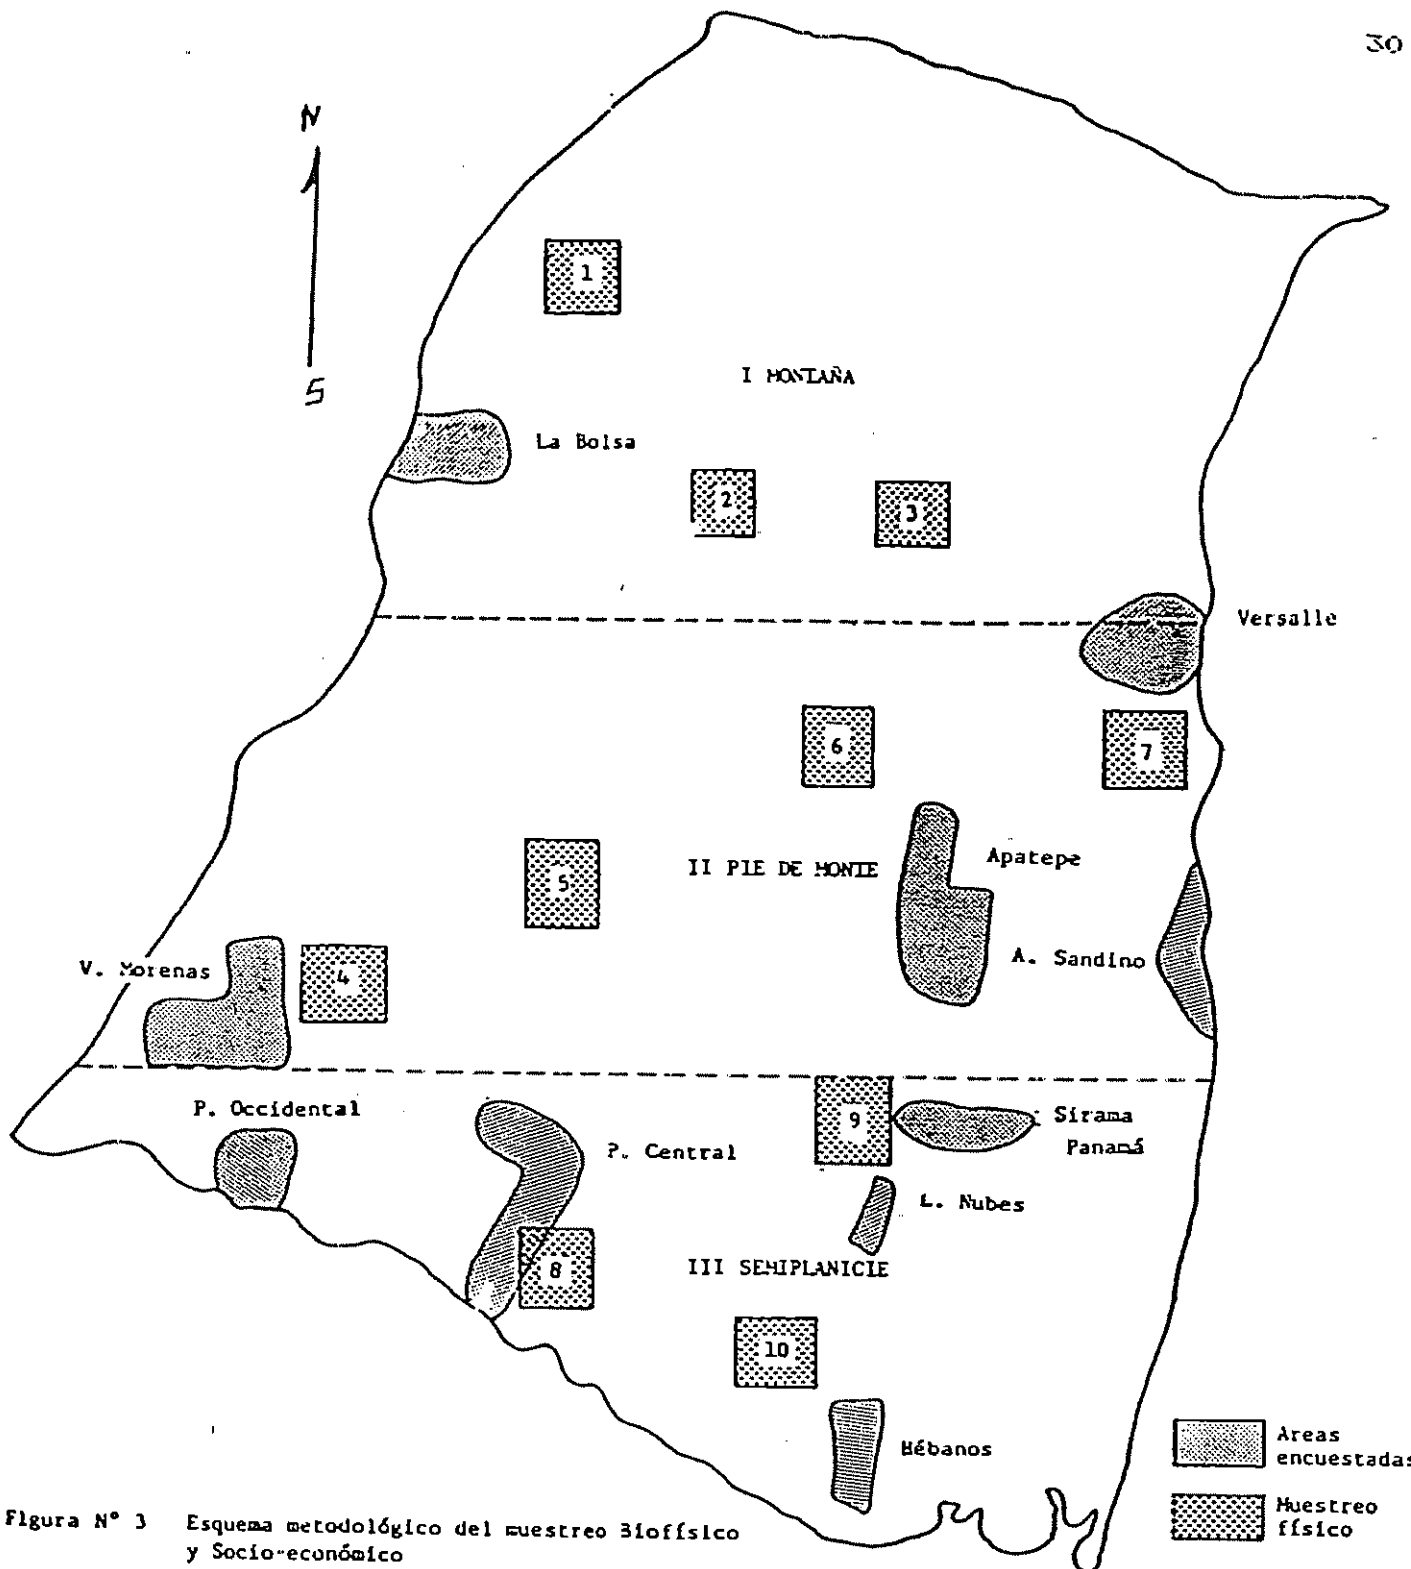 30
N
S
1
I MONTAÑA
La Bolsa
2
3
Versalle
6
7
II PIE DE MONTE
Apatepe
5
A. Sandino
V. Morenas
4
P. Occidental
P. Central
9
Sirama
Panamá
L. Nubes
III SEMIPLANICIE
8
10
Hébanos
Areas
encuestadas
Muestreo
físico
Figura N° 3 Esquema metodológico del muestreo Biofísico
y Socio-económico